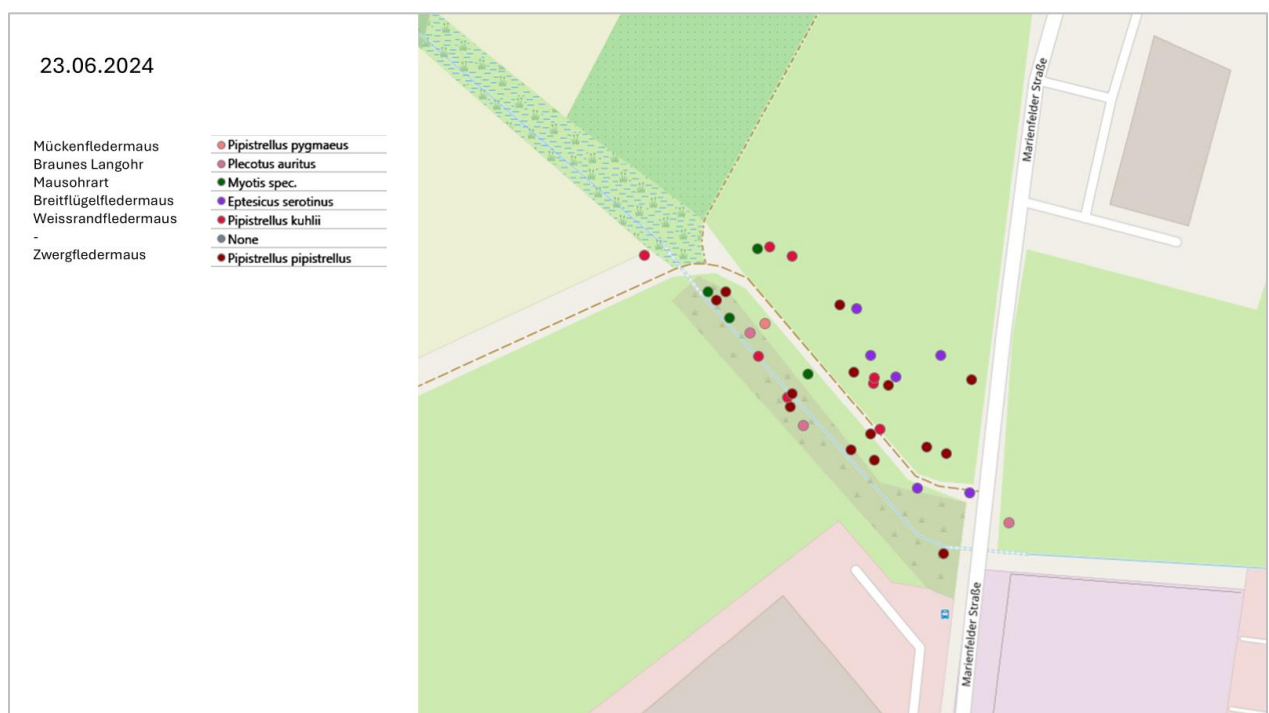 23.06.2024
Mückenfledermaus
Braunes Langohr
Mausohrart
Breitflügelfledermaus
Weissrandfledermaus
-
Zwergfledermaus
Pipistrellus pygmaeus
Plecotus auritus
Myotis spec.
Eptesicus serotinus
Pipistrellus kuhlii
None
Pipistrellus pipistrellus
Marienfelder Straße
Marienfelder Straße